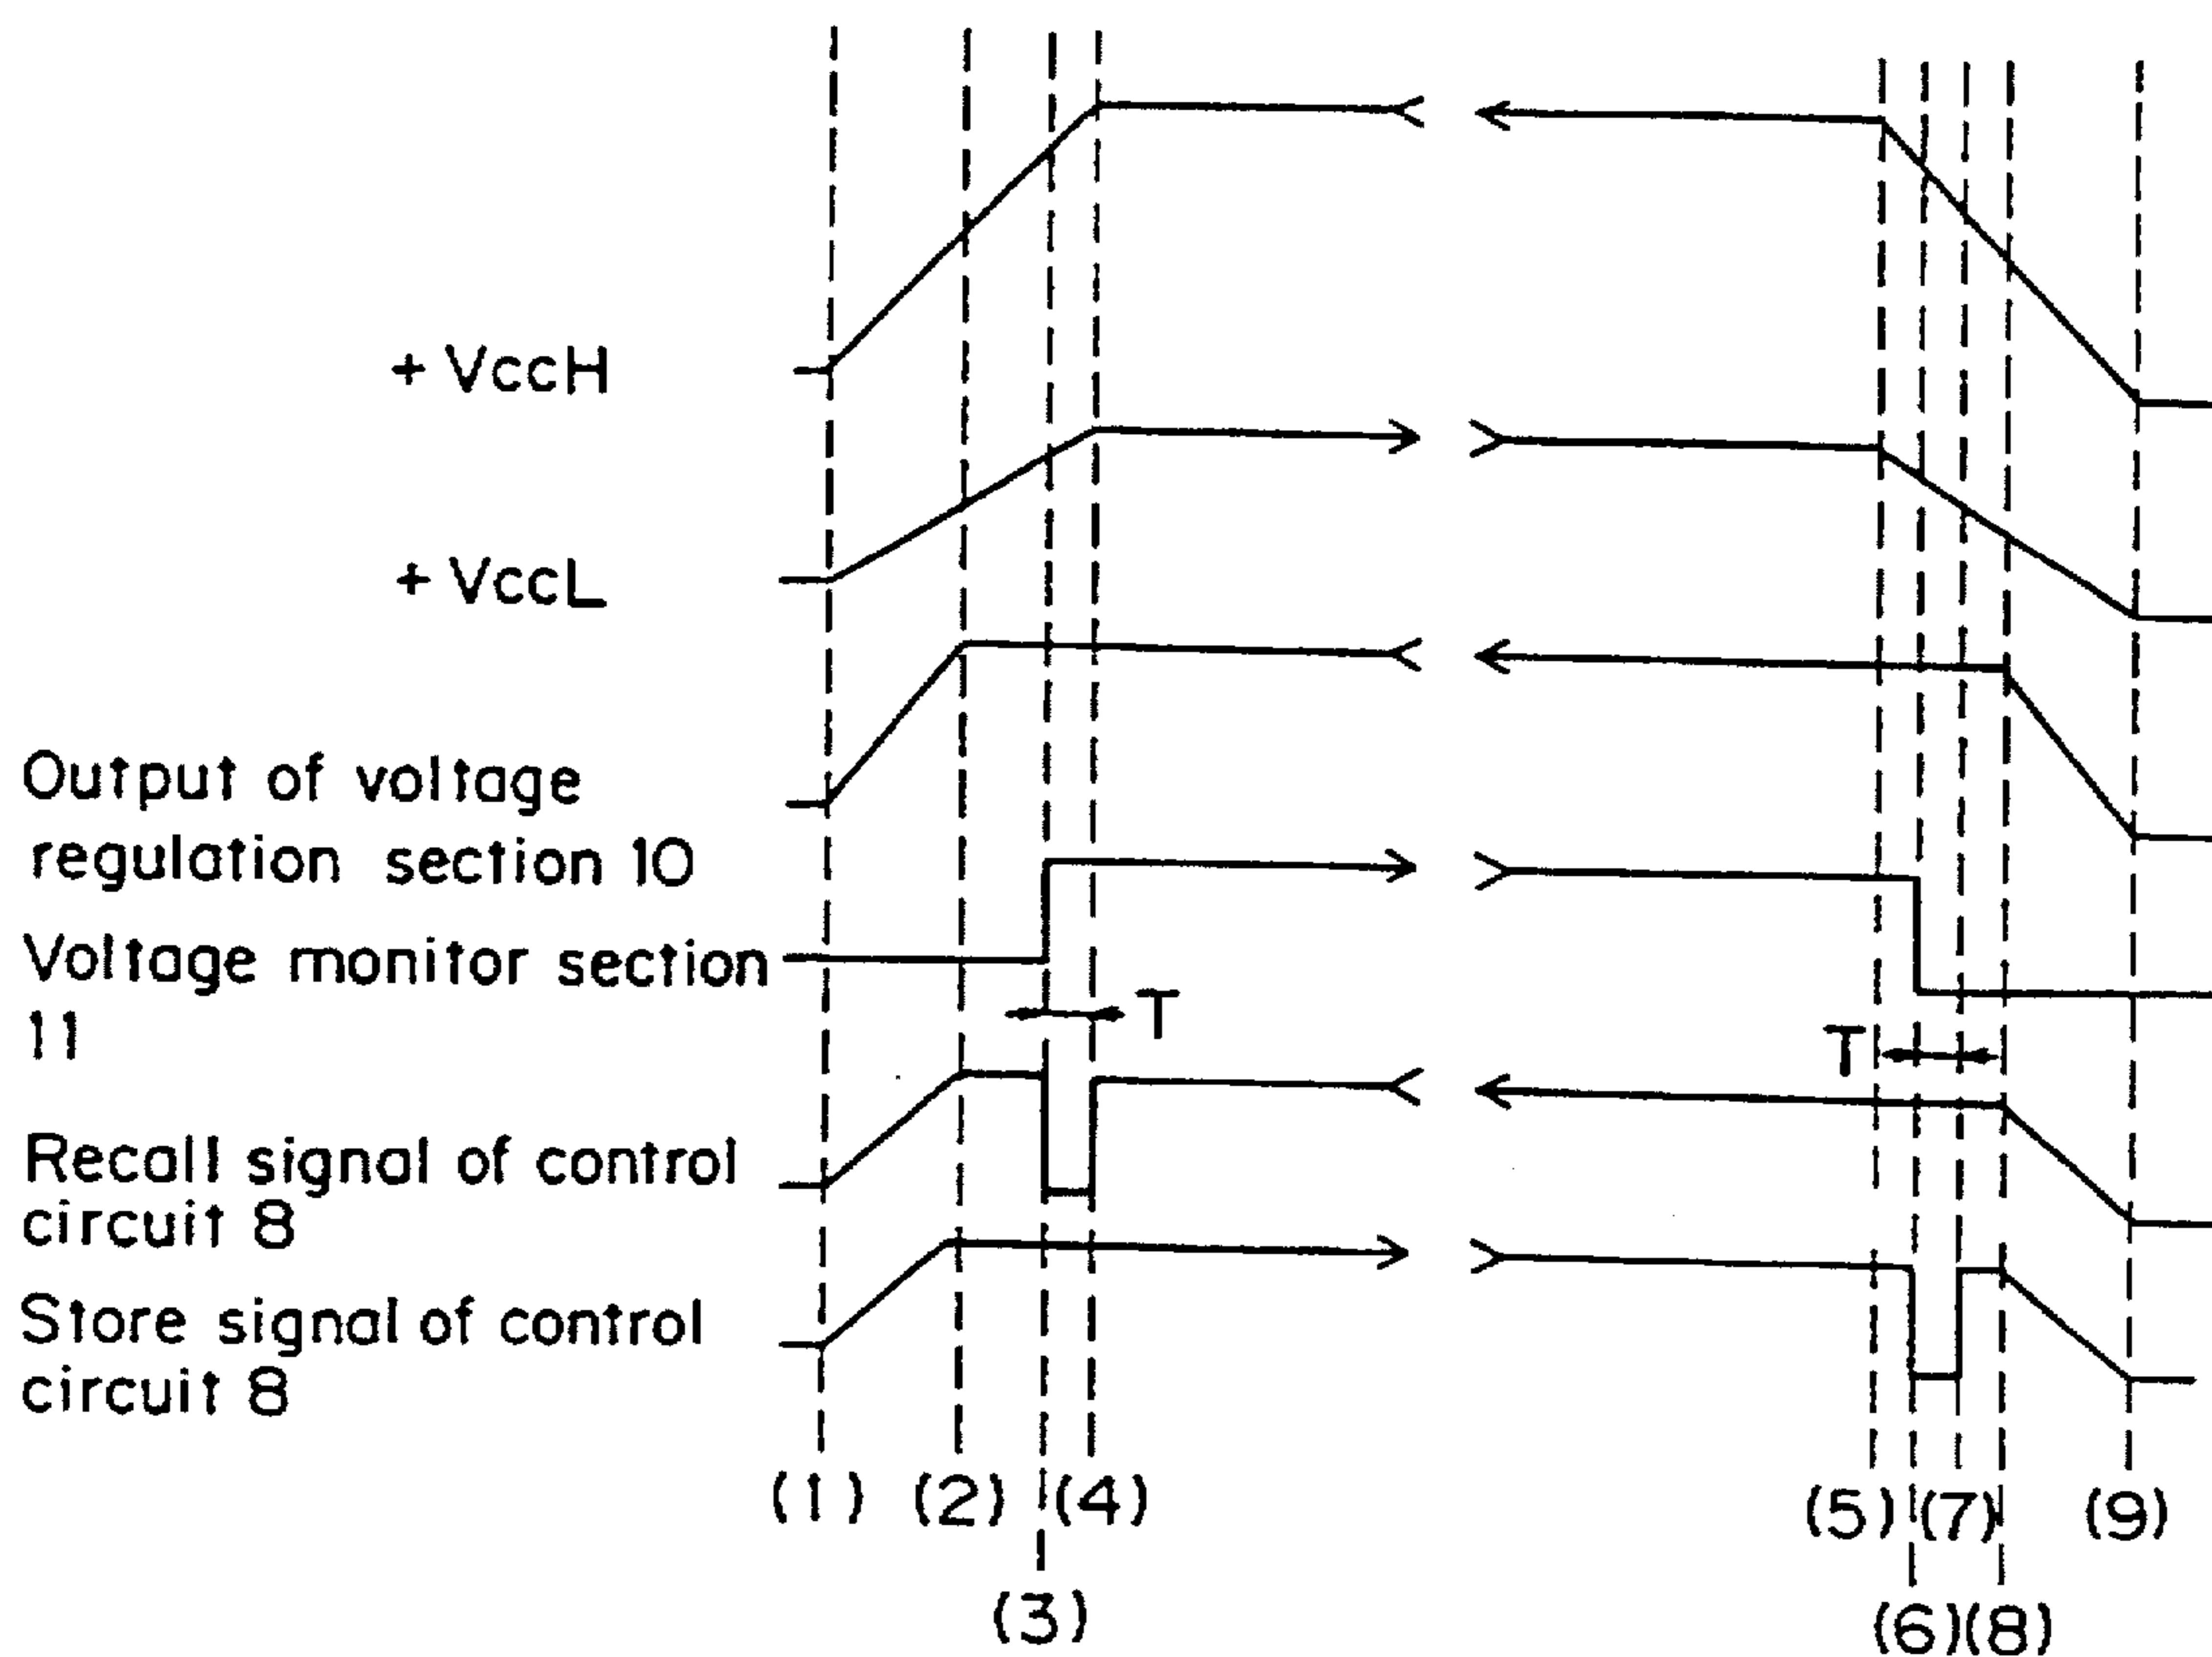 + VccH
+ VccL
Output of voltage
regulation section 10
Voltage monitor section
11
T
T
Recall signal of control
circuit 8
Store signal of control
circuit 8
(1) (2) (4) (5) (7) (9)
(3) (6) (8)